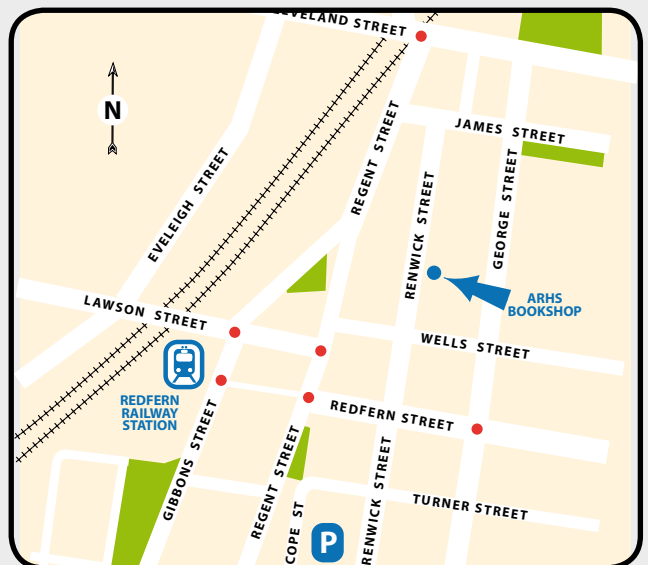 CLEVELAND STREET
N
JAMES STREET
REGENT STREET
EVELEIGH STREET
RENWICK STREET
GEORGE STREET
ARHS
BOOKSHOP
LAWSON STREET
WELLS STREET
REDFERN
RAILWAY
STATION
REDFERN STREET
GIBBONS STREET
REGENT STREET
RENWICK STREET
TURNER STREET
COPE ST
P